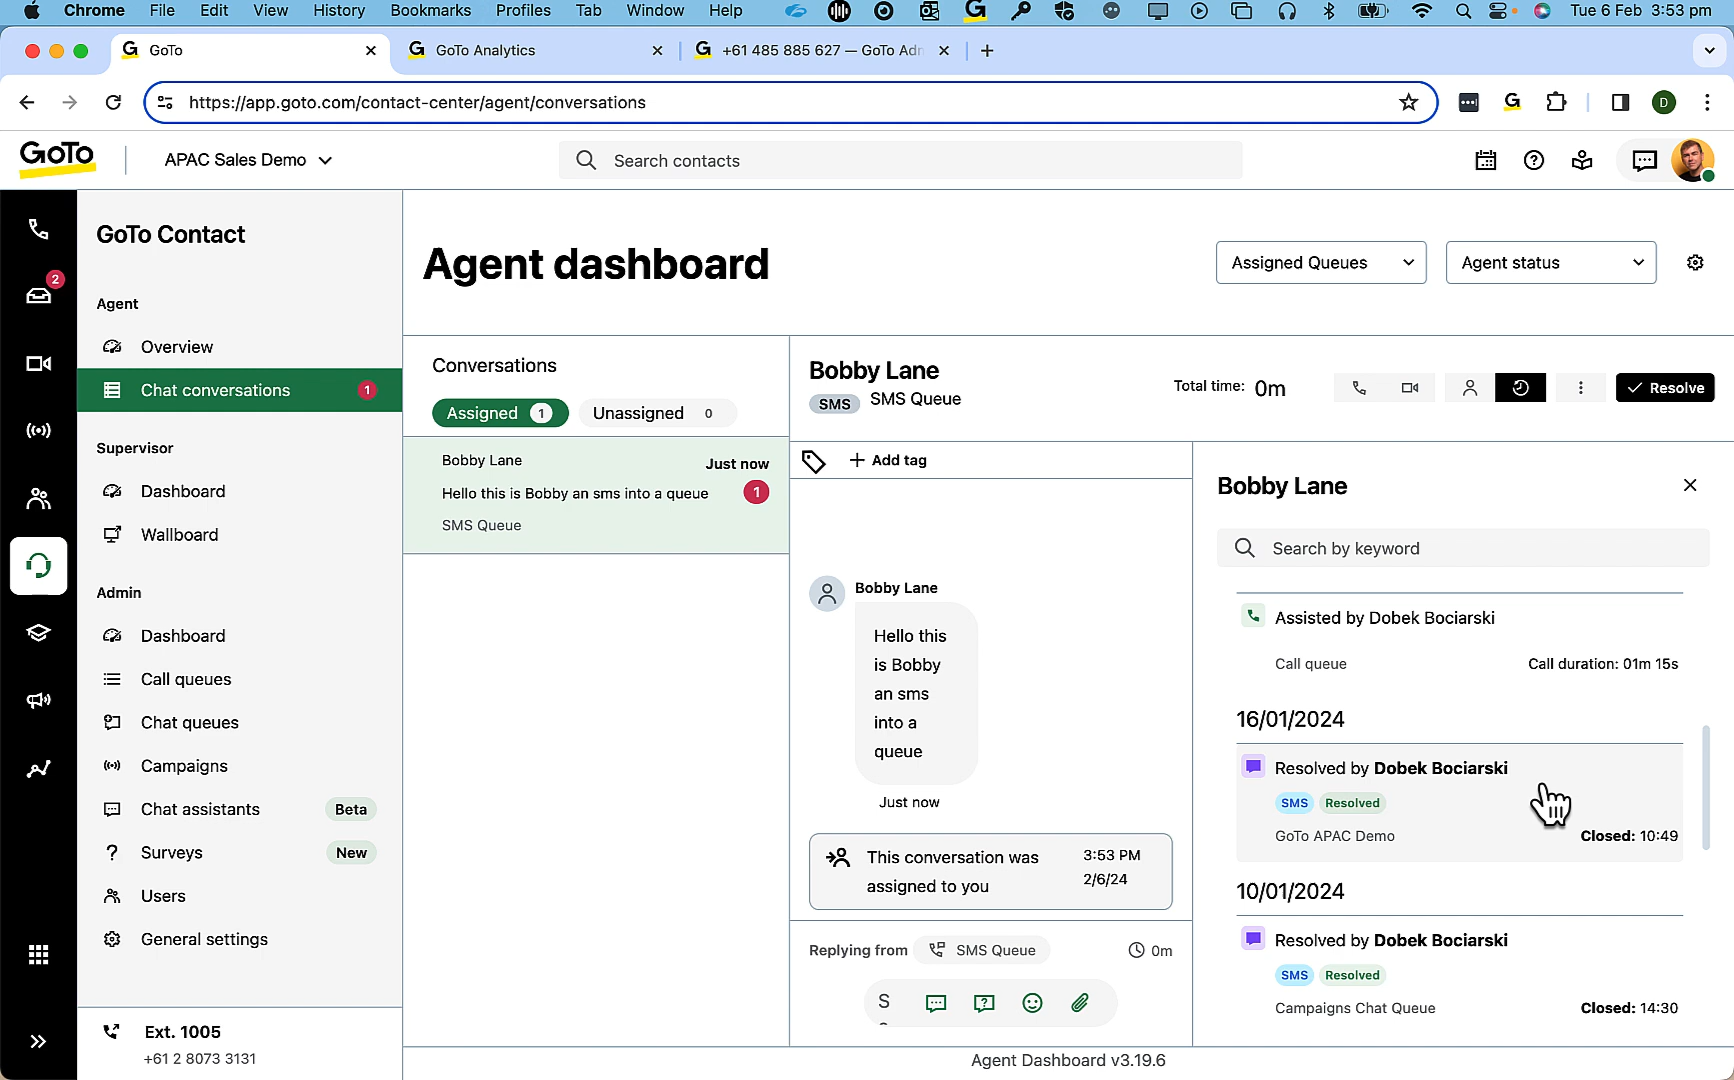 Chrome File Edit View History Bookmarks Profiles Tab Window Help Tue 6 Feb 3:53 pm
GoTo GoTo Analytics +61 485 885 627 — GoTo Adm
https://app.goto.com/contact-center/agent/conversations D
GoTo APAC Sales Demo Search contacts
GoTo Contact
2
Agent
Overview
Chat conversations 1
Supervisor
Dashboard
Wallboard
Admin
Dashboard
Call queues
Chat queues
Campaigns
Chat assistants Beta
Surveys New
Users
General settings
Ext. 1005
+61 2 8073 3131
Agent dashboard
Assigned Queues Agent status
Conversations
Assigned 1 Unassigned 0
Bobby Lane Just now
Hello this is Bobby an sms into a queue 1
SMS Queue
Bobby Lane
SMS SMS Queue
Total time: 0m
Resolve
+ Add tag
Bobby Lane
Hello this
is Bobby
an sms
into a
queue
Just now
This conversation was 3:53 PM
assigned to you 2/6/24
Replying from SMS Queue 0m
S
Bobby Lane
Search by keyword
Assisted by Dobek Bociarski
Call queue Call duration: 01m 15s
16/01/2024
Resolved by Dobek Bociarski
SMS Resolved
GoTo APAC Demo Closed: 10:49
10/01/2024
Resolved by Dobek Bociarski
SMS Resolved
Campaigns Chat Queue Closed: 14:30
Agent Dashboard v3.19.6